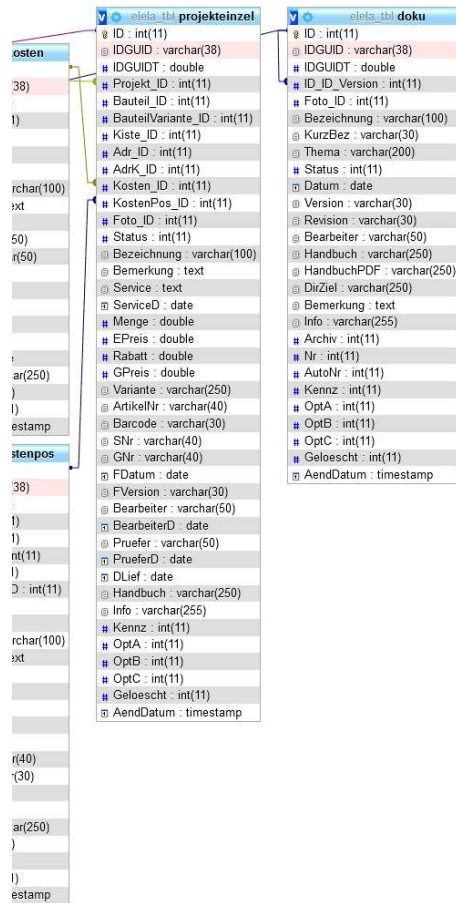 osten
38)
1)
rchar(100)
ext
50)
r(50)
ar(250)
)
1)
estamp
stenpos
38)
1)
1)
nt(11)
1)
D : int(11)
rchar(100)
ext
r(40)
(30)
ar(250)
)
1)
estamp
v elela_tbl projekteinzel
ID : int(11)
IDGUID : varchar(38)
IDGUIDT : double
# Projekt_ID : int(11)
# Bauteil_ID : int(11)
# BauteilVariante_ID : int(11)
# Kiste_ID : int(11)
# Adr_ID : int(11)
# AdrK_ID : int(11)
# Kosten_ID : int(11)
# KostenPos_ID : int(11)
# Foto_ID : int(11)
# Status : int(11)
Bezeichnung : varchar(100)
Bemerkung : text
Service : text
ServiceD : date
# Menge : double
# EPreis : double
# Rabatt : double
# GPreis : double
Variante : varchar(250)
ArtikelNr : varchar(40)
Barcode : varchar(30)
SNr : varchar(40)
GNr : varchar(40)
FDatum : date
FVersion : varchar(30)
Bearbeiter : varchar(50)
BearbeiterD : date
Pruefer : varchar(50)
PrueferD : date
DLief : date
Handbuch : varchar(250)
Info : varchar(255)
# Kennz : int(11)
# OptA : int(11)
# OptB : int(11)
# OptC : int(11)
# Geloescht : int(11)
AendDatum : timestamp
v elela_tbl doku
ID : int(11)
IDGUID : varchar(38)
# IDGUIDT : double
# ID_ID_Version : int(11)
# Foto_ID : int(11)
Bezeichnung : varchar(100)
KurzBez : varchar(30)
Thema : varchar(200)
# Status : int(11)
Datum : date
Version : varchar(30)
Revision : varchar(30)
Bearbeiter : varchar(50)
Handbuch : varchar(250)
HandbuchPDF : varchar(250)
DirZiel : varchar(250)
Bemerkung : text
Info : varchar(255)
# Archiv : int(11)
# Nr : int(11)
# AutoNr : int(11)
# Kennz : int(11)
# OptA : int(11)
# OptB : int(11)
# OptC : int(11)
# Geloescht : int(11)
AendDatum : timestamp